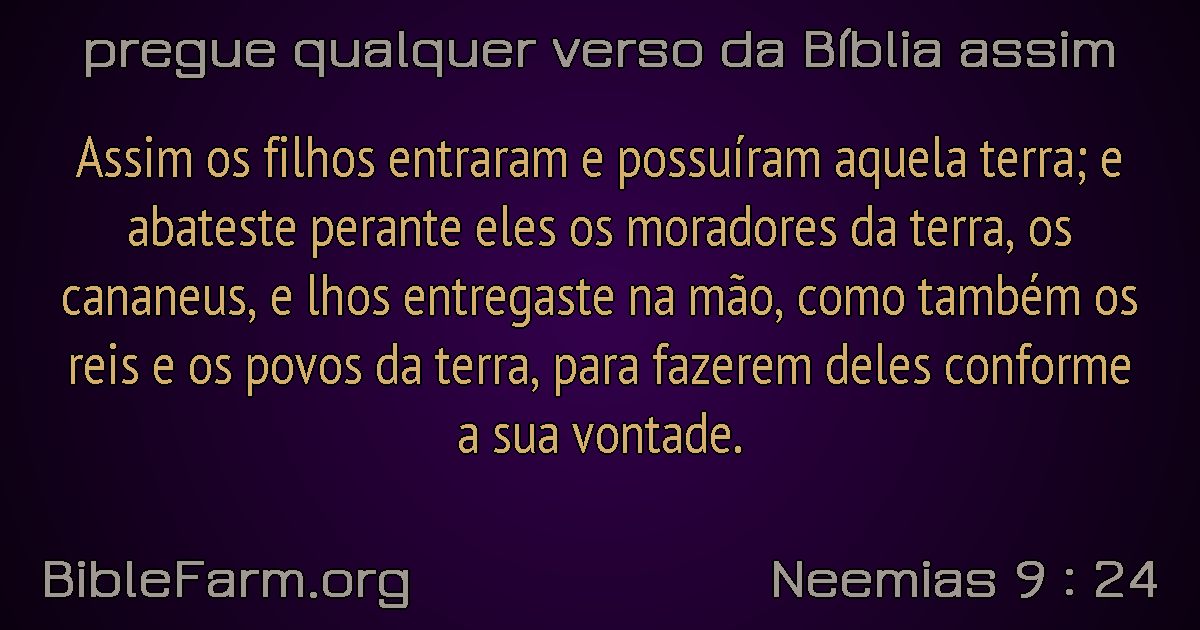 pregue qualquer verso da Bíblia assim
Assim os filhos entraram e possuíram aquela terra; e
abateste perante eles os moradores da terra, os
cananeus, e lhos entregaste na mão, como também os
reis e os povos da terra, para fazerem deles conforme
a sua vontade.
BibleFarm.org
Neemias 9 : 24